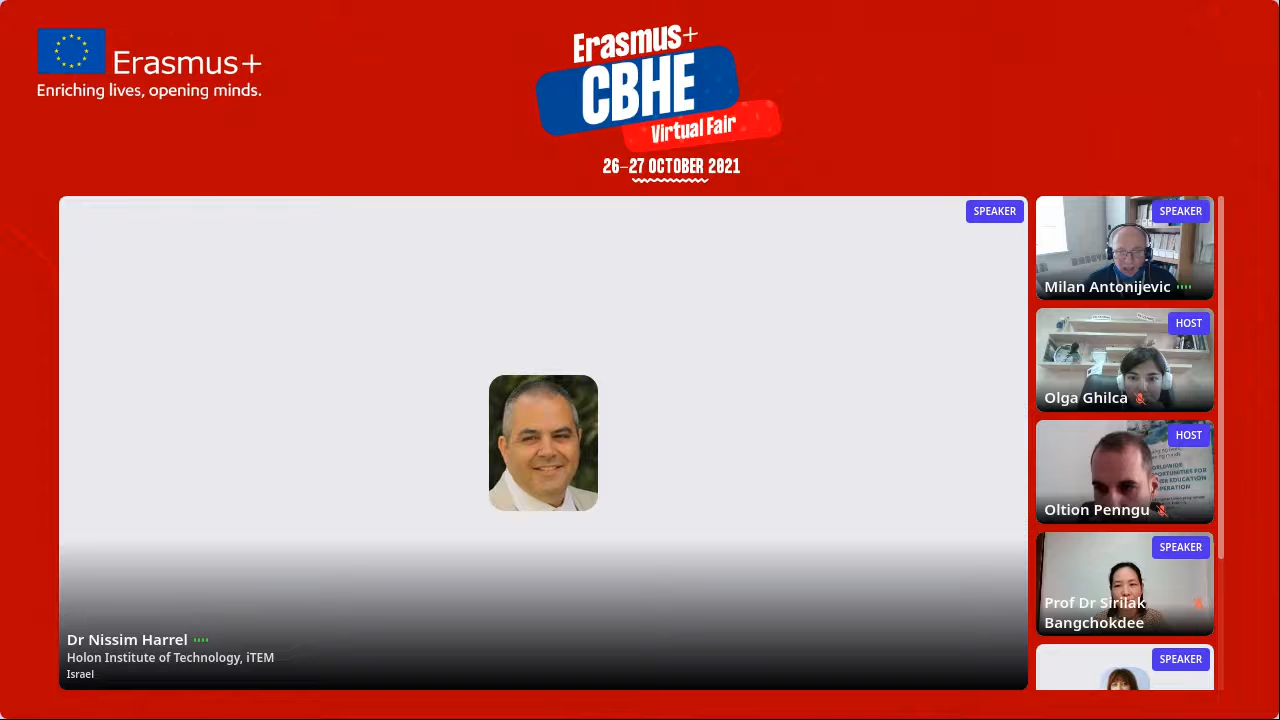 Erasmus+
Enriching lives, opening minds.
Erasmus+
CBHE
Virtual Fair
26–27 OCTOBER 2021
SPEAKER
Dr Nissim Harrel
Holon Institute of Technology, iTEM
Israel
SPEAKER
Milan Antonijevic
HOST
Olga Ghilca
HOST
Oltion Penngu
SPEAKER
Prof Dr Sirilak
Bangchokdee
SPEAKER